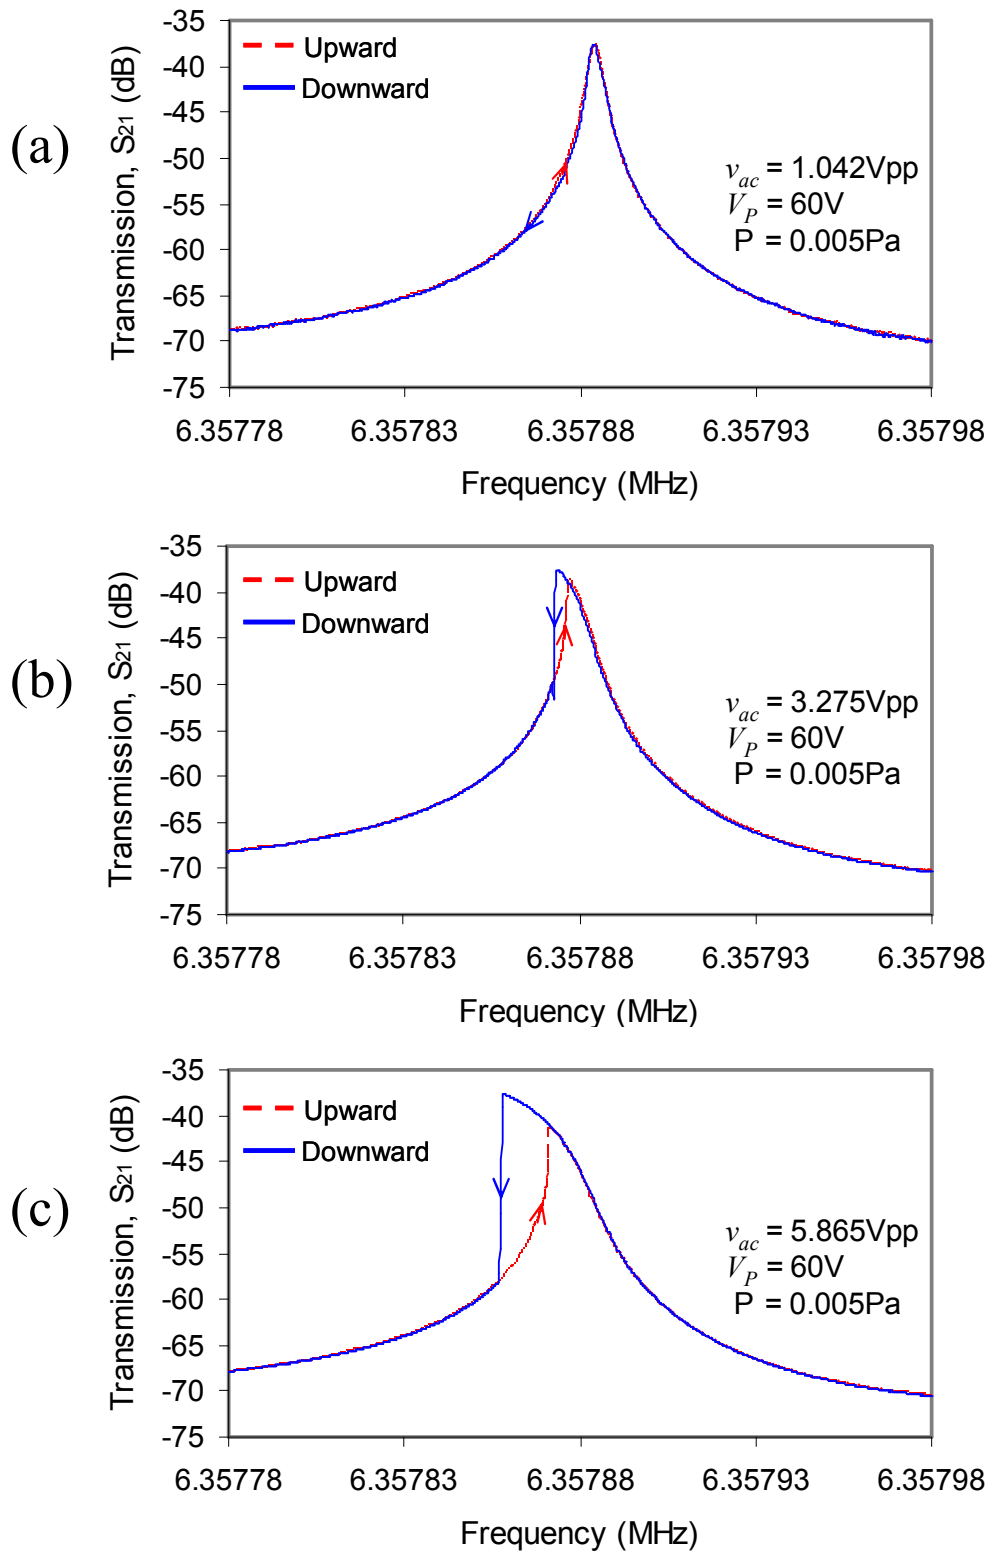 (a)
Transmission, S21 (dB)
-35
-40
-45
-50
-55
-60
-65
-70
-75
Upward
Downward
vac = 1.042Vpp
VP = 60V
P = 0.005Pa
6.35778 6.35783 6.35788 6.35793 6.35798
Frequency (MHz)
(b)
Transmission, S21 (dB)
-35
-40
-45
-50
-55
-60
-65
-70
-75
Upward
Downward
vac = 3.275Vpp
VP = 60V
P = 0.005Pa
6.35778 6.35783 6.35788 6.35793 6.35798
Frequency (MHz)
(c)
Transmission, S21 (dB)
-35
-40
-45
-50
-55
-60
-65
-70
-75
Upward
Downward
vac = 5.865Vpp
VP = 60V
P = 0.005Pa
6.35778 6.35783 6.35788 6.35793 6.35798
Frequency (MHz)